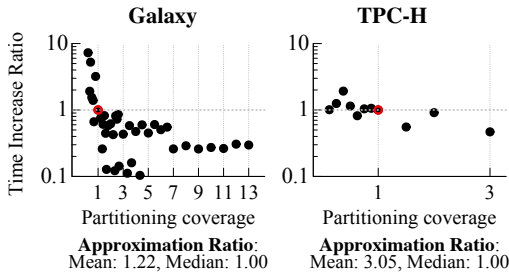 Galaxy
TPC-H
Time Increase Ratio
10
1
0.1
1 3 5 7 9 11 13
Partitioning coverage
Approximation Ratio:
Mean: 1.22, Median: 1.00
10
1
0.1
1 3
Partitioning coverage
Approximation Ratio:
Mean: 3.05, Median: 1.00